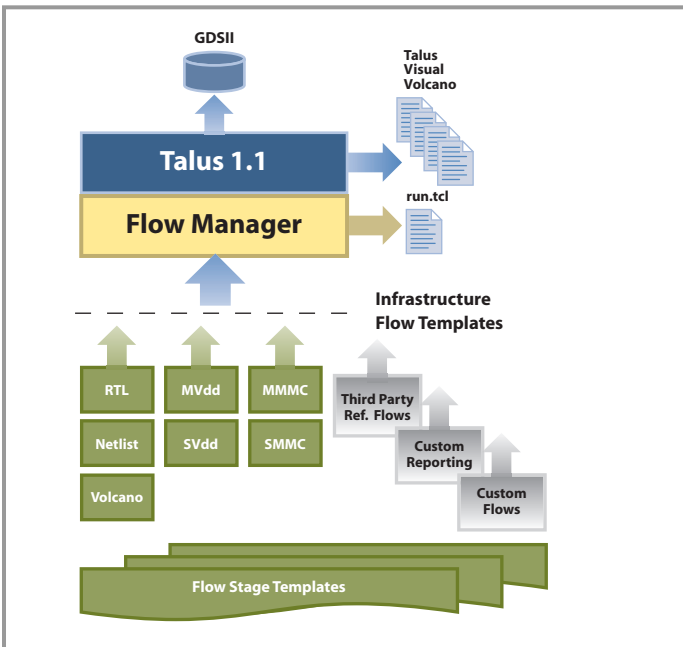 GDSII
Talus
Visual
Volcano
Talus 1.1
run.tcl
Flow Manager
Infrastructure
Flow Templates
RTL
MVdd
MMMC
Third Party
Ref. Flows
Netlist
SVdd
SMMC
Custom
Reporting
Volcano
Custom
Flows
Flow Stage Templates